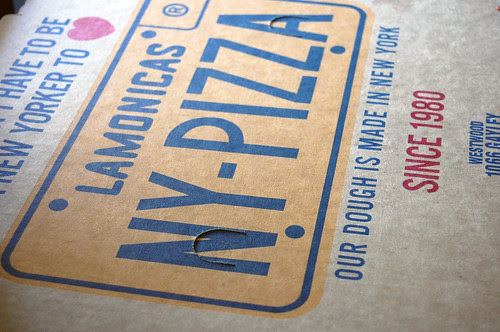 HAVE TO BE
NEW YORKER TO
LAMONICAS ®
NY-PIZZA
OUR DOUGH IS MADE IN NEW YORK
SINCE 1980
WESTWOOD
1066 GAYLEY